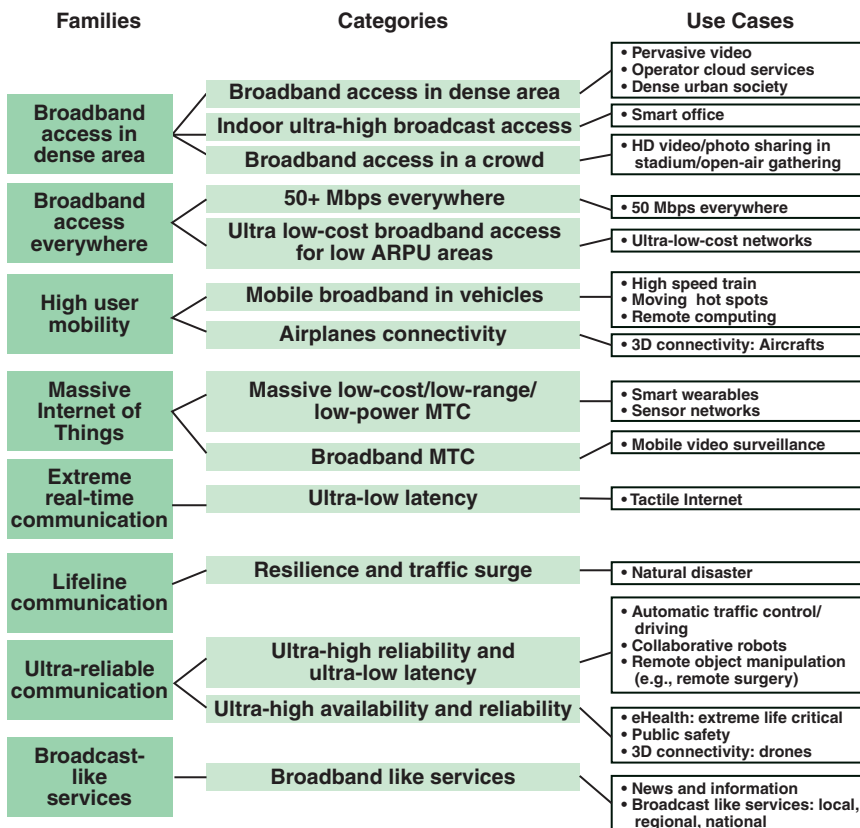 Families
Categories
Use Cases
Broadband
access in
dense area
Broadband access in dense area
• Pervasive video
• Operator cloud services
• Dense urban society
Indoor ultra-high broadcast access
• Smart office
Broadband access in a crowd
• HD video/photo sharing in
stadium/open-air gathering
Broadband
access
everywhere
50+ Mbps everywhere
• 50 Mbps everywhere
Ultra low-cost broadband access
for low ARPU areas
• Ultra-low-cost networks
High user
mobility
Mobile broadband in vehicles
• High speed train
• Moving hot spots
• Remote computing
Airplanes connectivity
• 3D connectivity: Aircrafts
Massive
Internet of
Things
Massive low-cost/low-range/
low-power MTC
• Smart wearables
• Sensor networks
Broadband MTC
• Mobile video surveillance
Extreme
real-time
communication
Ultra-low latency
• Tactile Internet
Lifeline
communication
Resilience and traffic surge
• Natural disaster
Ultra-reliable
communication
Ultra-high reliability and
ultra-low latency
• Automatic traffic control/
driving
• Collaborative robots
• Remote object manipulation
(e.g., remote surgery)
Ultra-high availability and reliability
• eHealth: extreme life critical
• Public safety
• 3D connectivity: drones
Broadcast-
like
services
Broadband like services
• News and information
• Broadcast like services: local,
regional, national